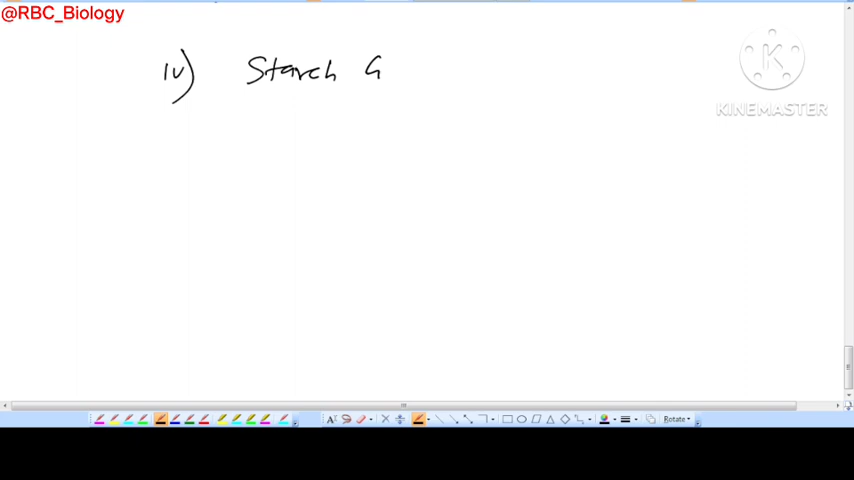 @RBC_Biology
iv) Starch G
KINEMASTER
Rotate